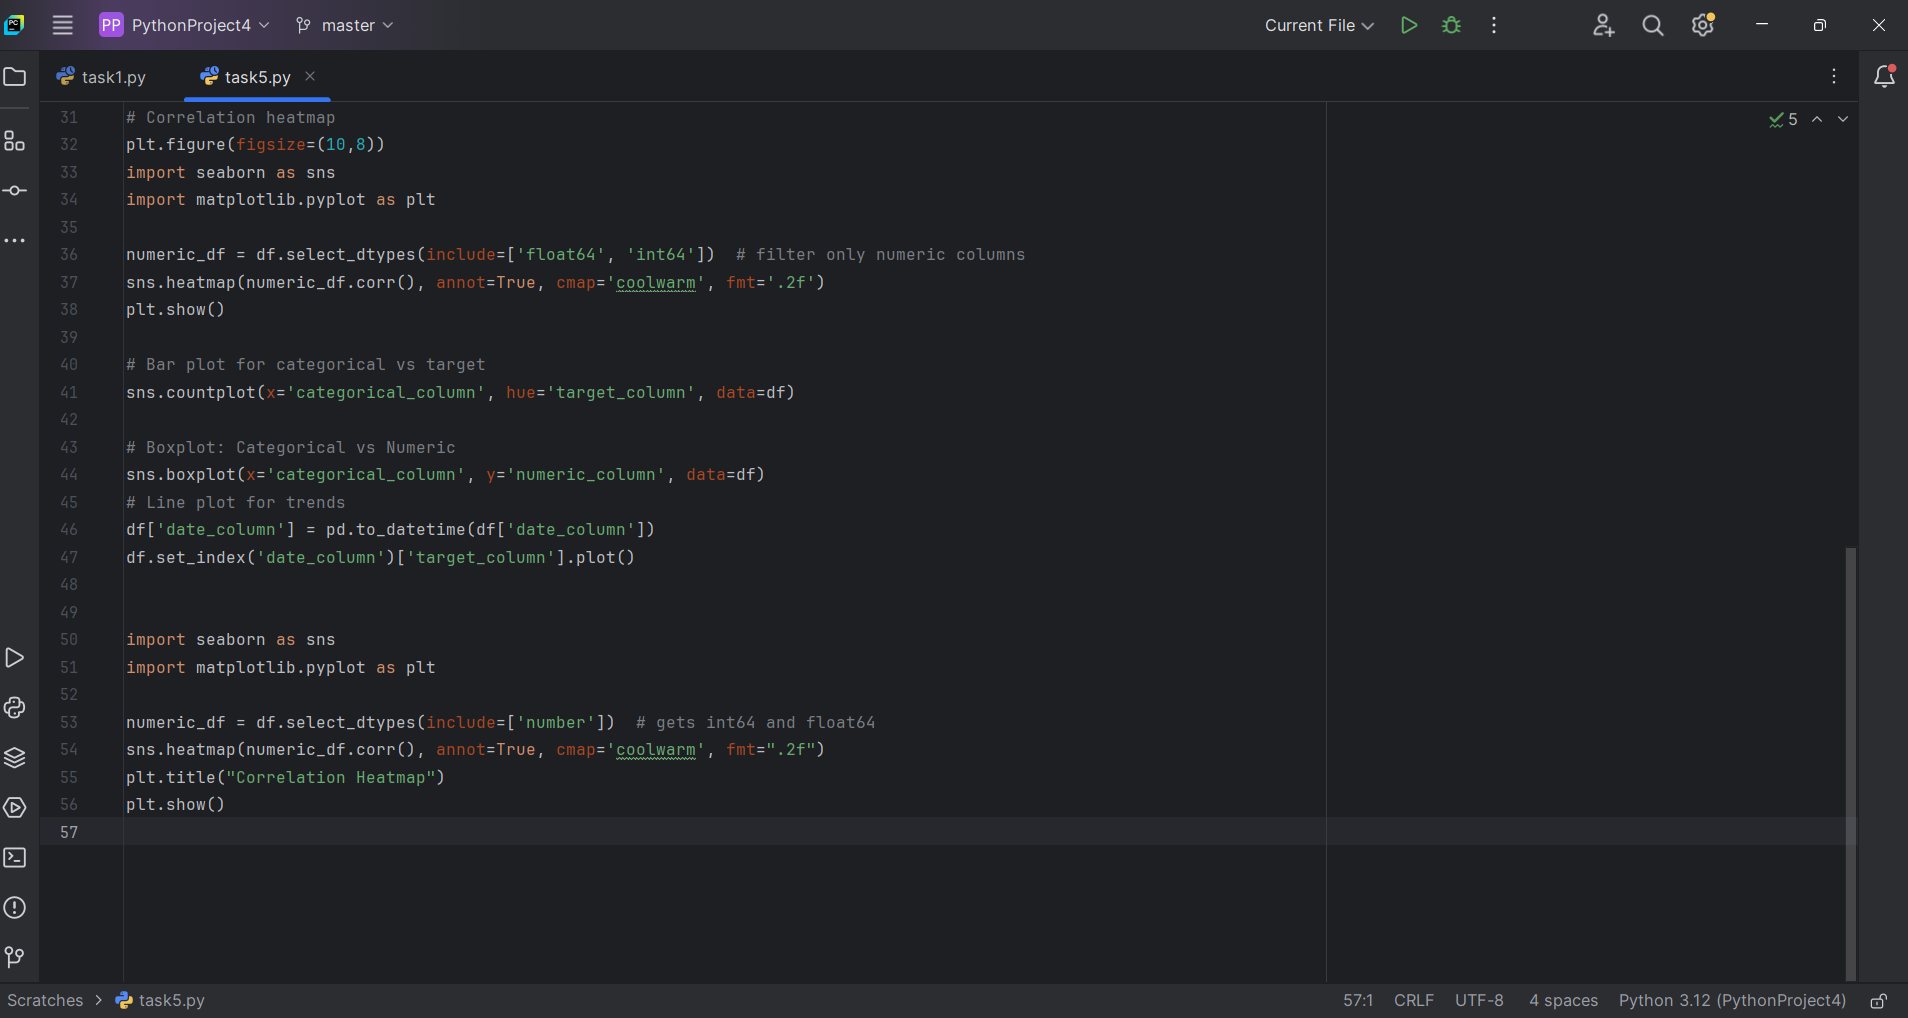 PC
PP PythonProject4 master Current File
task1.py task5.py
5
31 # Correlation heatmap
32 plt.figure(figsize=(10,8))
33 import seaborn as sns
34 import matplotlib.pyplot as plt
35
36 numeric_df = df.select_dtypes(include=['float64', 'int64'])  # filter only numeric columns
37 sns.heatmap(numeric_df.corr(), annot=True, cmap='coolwarm', fmt='.2f')
38 plt.show()
39
40 # Bar plot for categorical vs target
41 sns.countplot(x='categorical_column', hue='target_column', data=df)
42
43 # Boxplot: Categorical vs Numeric
44 sns.boxplot(x='categorical_column', y='numeric_column', data=df)
45 # Line plot for trends
46 df['date_column'] = pd.to_datetime(df['date_column'])
47 df.set_index('date_column')['target_column'].plot()
48
49
50 import seaborn as sns
51 import matplotlib.pyplot as plt
52
53 numeric_df = df.select_dtypes(include=['number'])  # gets int64 and float64
54 sns.heatmap(numeric_df.corr(), annot=True, cmap='coolwarm', fmt=".2f")
55 plt.title("Correlation Heatmap")
56 plt.show()
57
Scratches > task5.py 57:1 CRLF UTF-8 4 spaces Python 3.12 (PythonProject4)